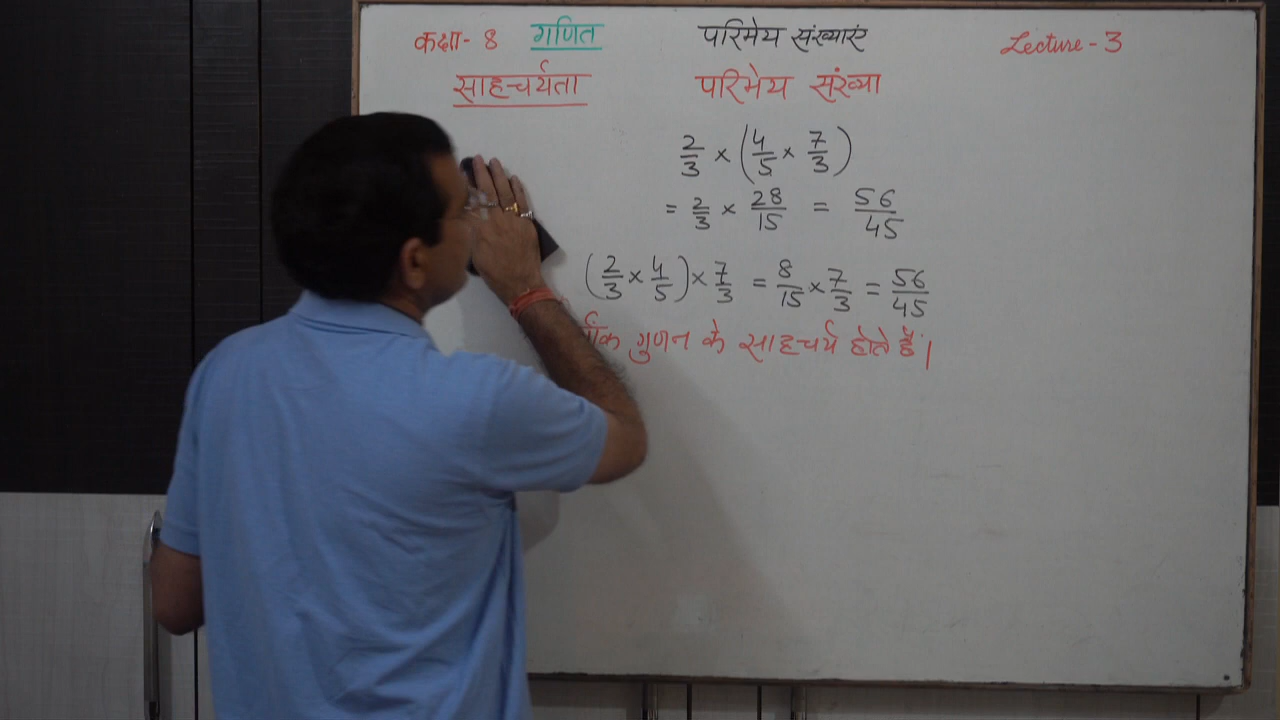 कक्षा- 8 गणित परिमेय संख्याएं Lecture - 3
साहचर्यता परिमेय संख्या
2/3 × (4/5 × 7/3)
= 2/3 × 28/15 = 56/45
(2/3 × 4/5) × 7/3 = 8/15 × 7/3 = 56/45
गुणन के साहचर्य होते हैं।